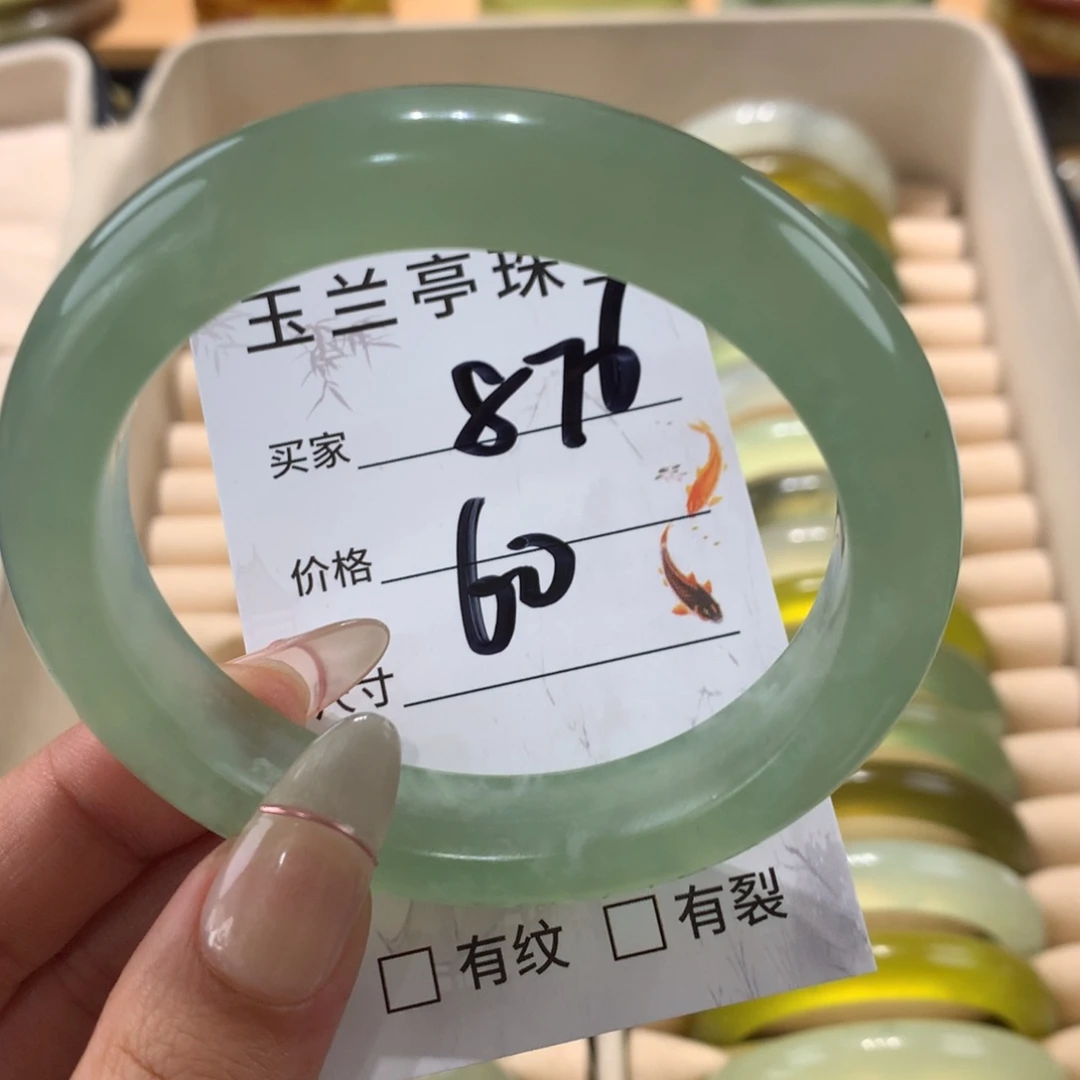 玉兰亭珠
买家 876
价格 60
寸
□ 有纹 □ 有裂